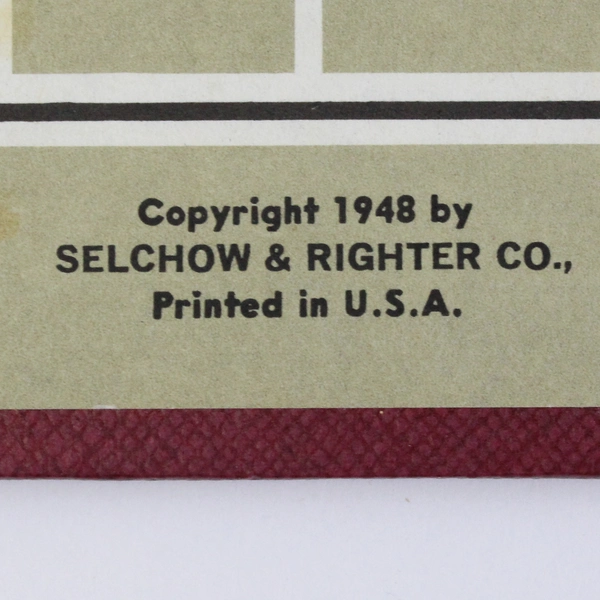 Copyright 1948 by
SELCHOW & RIGHTER CO.,
Printed in U.S.A.